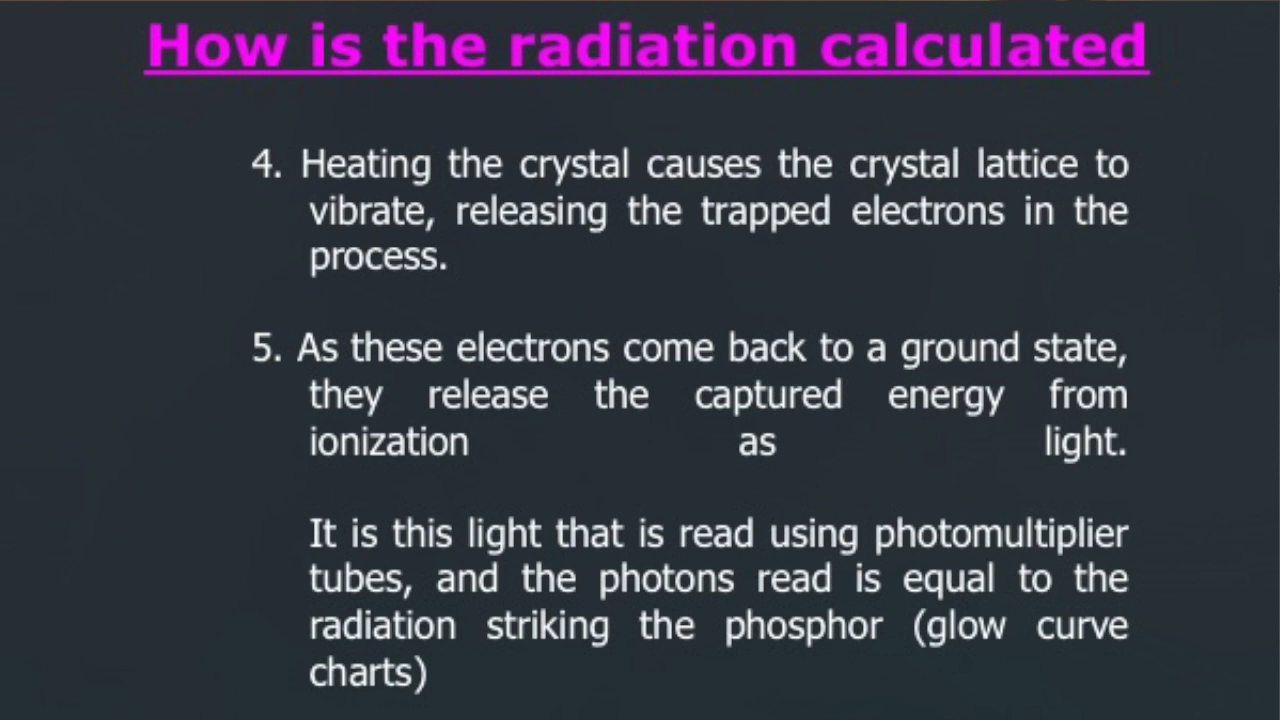 How is the radiation calculated
4. Heating the crystal causes the crystal lattice to
vibrate, releasing the trapped electrons in the
process.
5. As these electrons come back to a ground state,
they release the captured energy from
ionization as light.
It is this light that is read using photomultiplier
tubes, and the photons read is equal to the
radiation striking the phosphor (glow curve
charts)